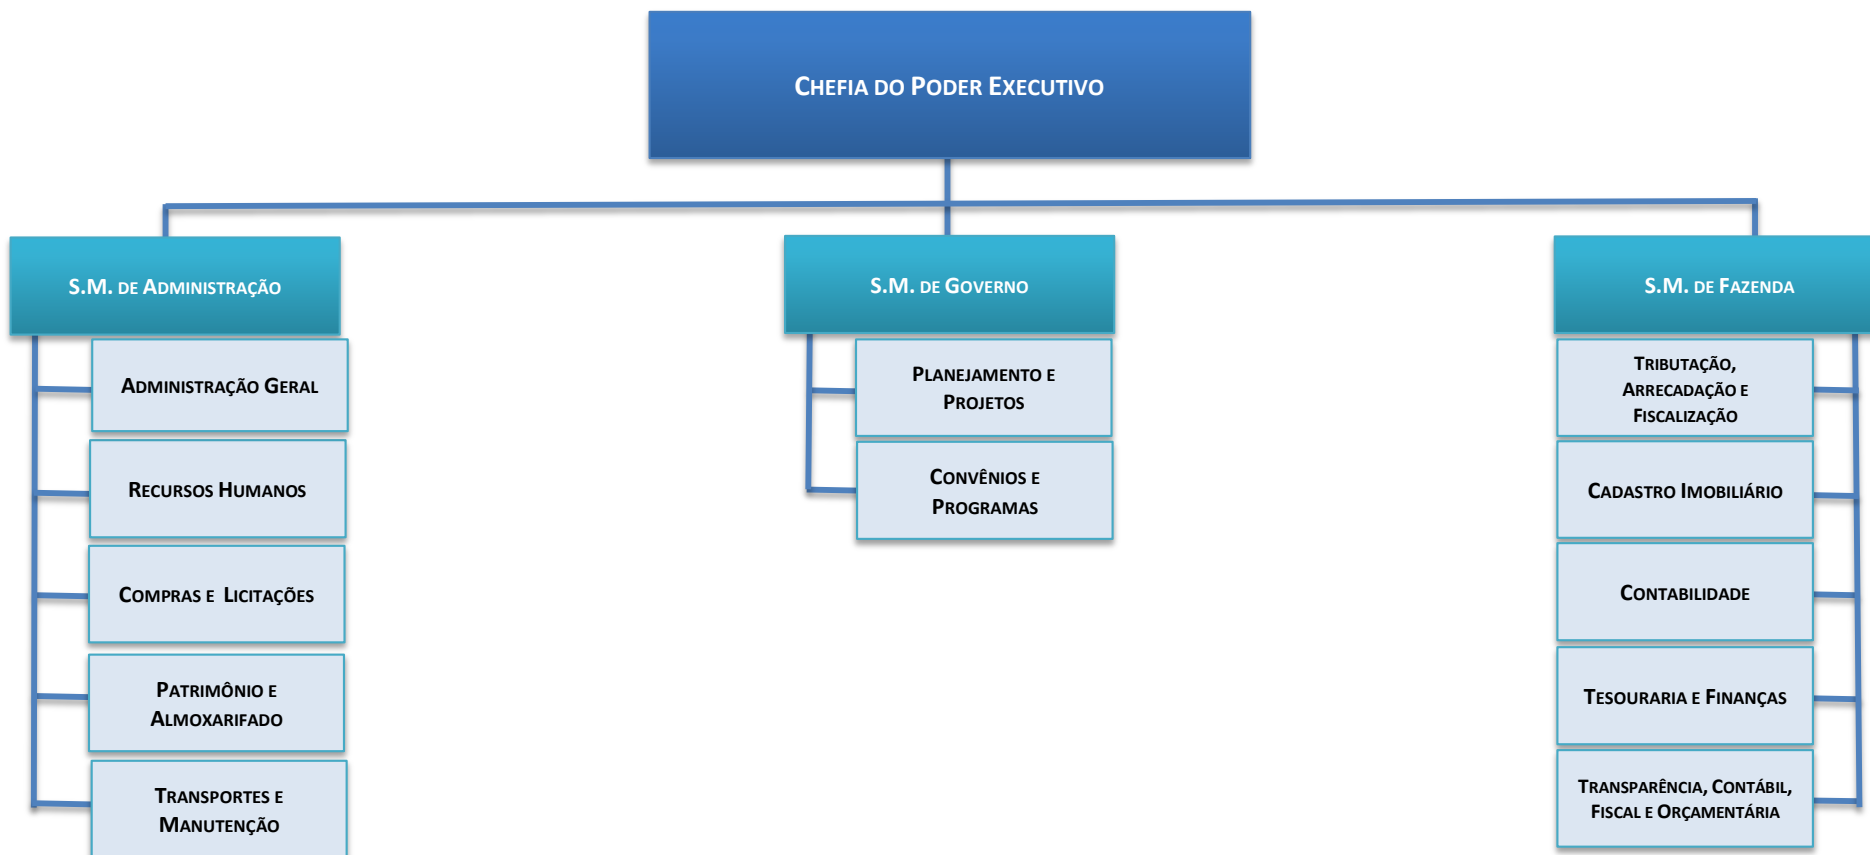 CHEFIA DO PODER EXECUTIVO
S.M. DE ADMINISTRAÇÃO
ADMINISTRAÇÃO GERAL
RECURSOS HUMANOS
COMPRAS E LICITAÇÕES
PATRIMÔNIO E
ALMOXARIFADO
TRANSPORTES E
MANUTENÇÃO
S.M. DE GOVERNO
PLANEJAMENTO E
PROJETOS
CONVÊNIOS E
PROGRAMAS
S.M. DE FAZENDA
TRIBUTAÇÃO,
ARRECADAÇÃO E
FISCALIZAÇÃO
CADASTRO IMOBILIÁRIO
CONTABILIDADE
TESOURARIA E FINANÇAS
TRANSPARÊNCIA, CONTÁBIL,
FISCAL E ORÇAMENTÁRIA